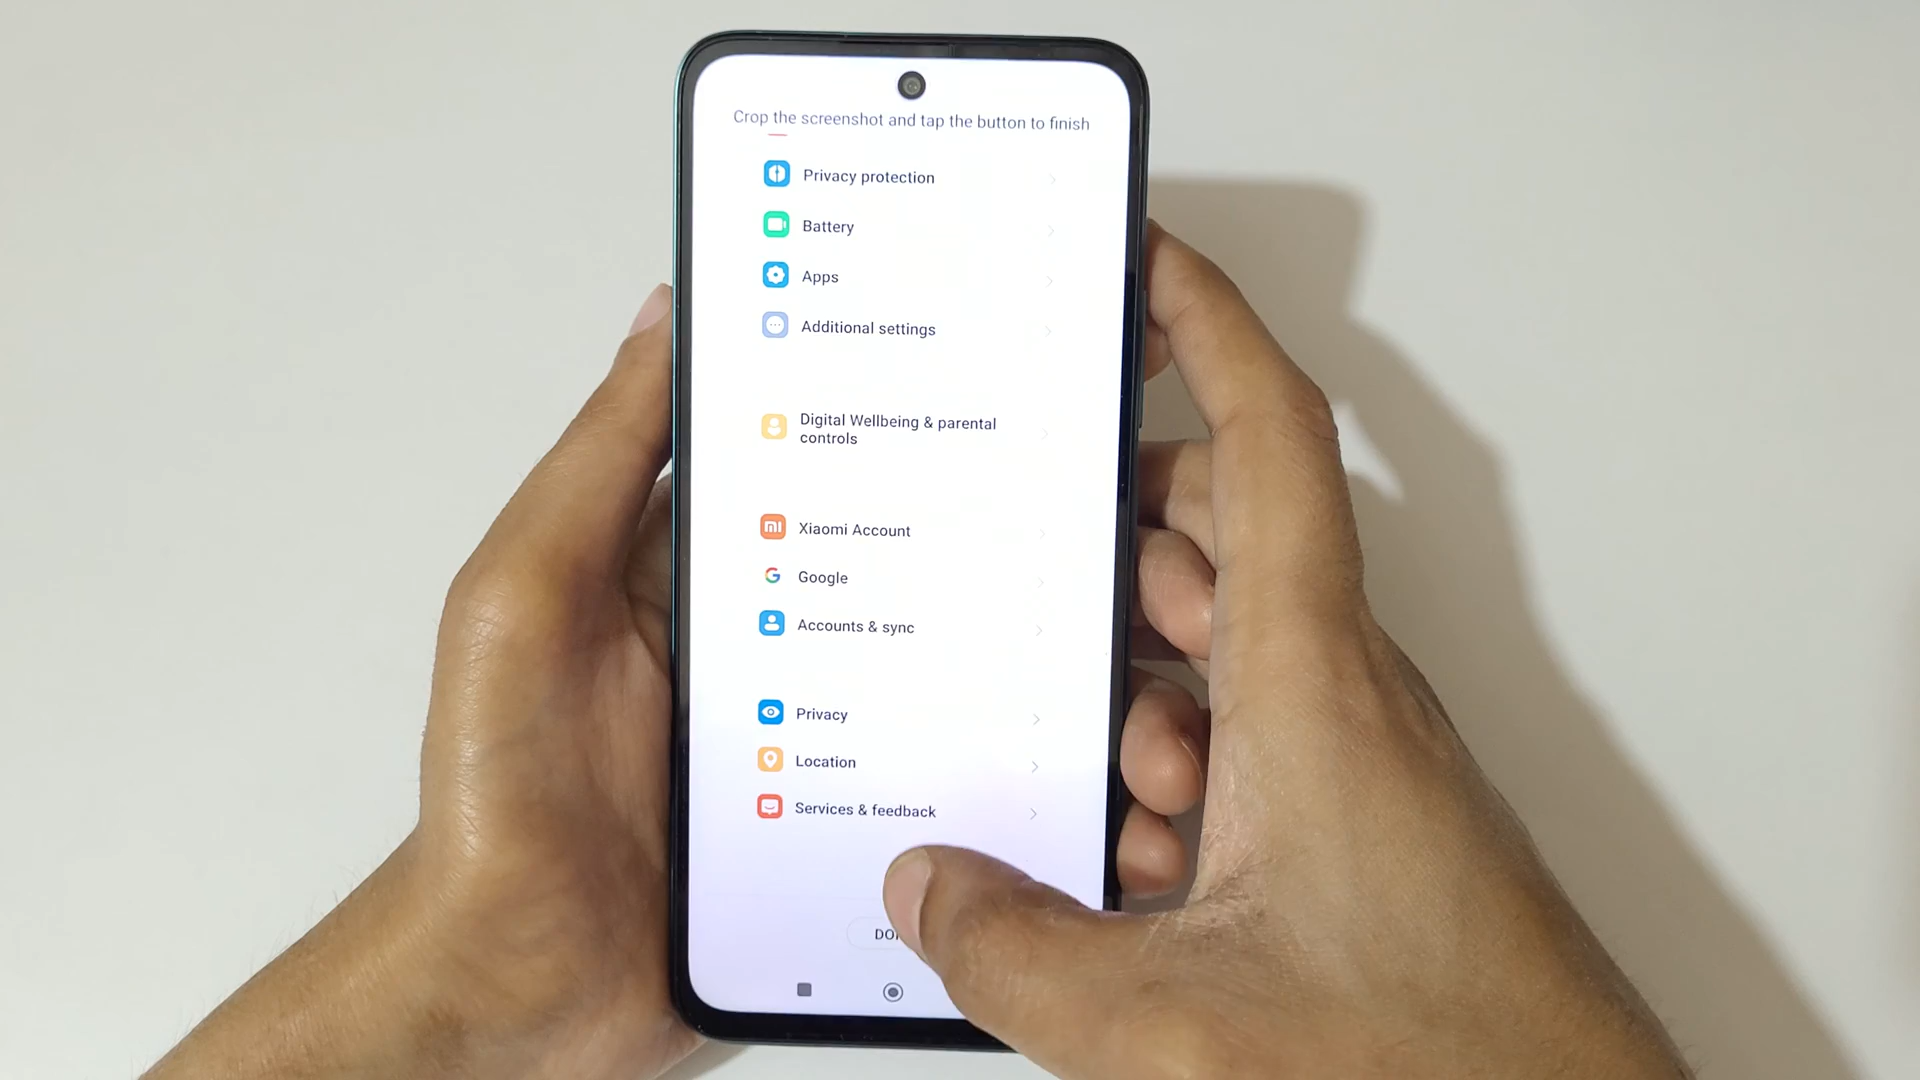 Crop the screenshot and tap the button to finish
Privacy protection
Battery
Apps
Additional settings
Digital Wellbeing & parental
controls
mi
Xiaomi Account
G
Google
Accounts & sync
Privacy
Location
Services & feedback